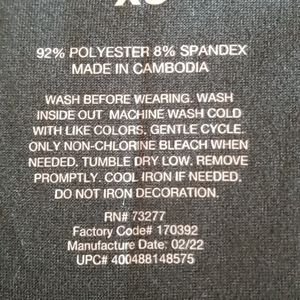 XS
92% POLYESTER 8% SPANDEX
MADE IN CAMBODIA
WASH BEFORE WEARING. WASH
INSIDE OUT MACHINE WASH COLD
WITH LIKE COLORS. GENTLE CYCLE.
ONLY NON-CHLORINE BLEACH WHEN
NEEDED. TUMBLE DRY LOW. REMOVE
PROMPTLY. COOL IRON IF NEEDED.
DO NOT IRON DECORATION.
RN# 73277
Factory Code# 170392
Manufacture Date: 02/22
UPC# 400488148575